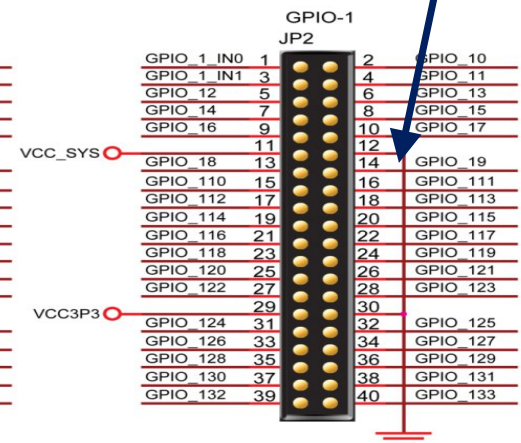 GPIO-1
JP2
GPIO_1_IN0 1 2 GPIO_10
GPIO_1_IN1 3 4 GPIO_11
GPIO_12 5 6 GPIO_13
GPIO_14 7 8 GPIO_15
GPIO_16 9 10 GPIO_17
VCC_SYS 11 12
GPIO_18 13 14 GPIO_19
GPIO_110 15 16 GPIO_111
GPIO_112 17 18 GPIO_113
GPIO_114 19 20 GPIO_115
GPIO_116 21 22 GPIO_117
GPIO_118 23 24 GPIO_119
GPIO_120 25 26 GPIO_121
GPIO_122 27 28 GPIO_123
VCC3P3 29 30
GPIO_124 31 32 GPIO_125
GPIO_126 33 34 GPIO_127
GPIO_128 35 36 GPIO_129
GPIO_130 37 38 GPIO_131
GPIO_132 39 40 GPIO_133